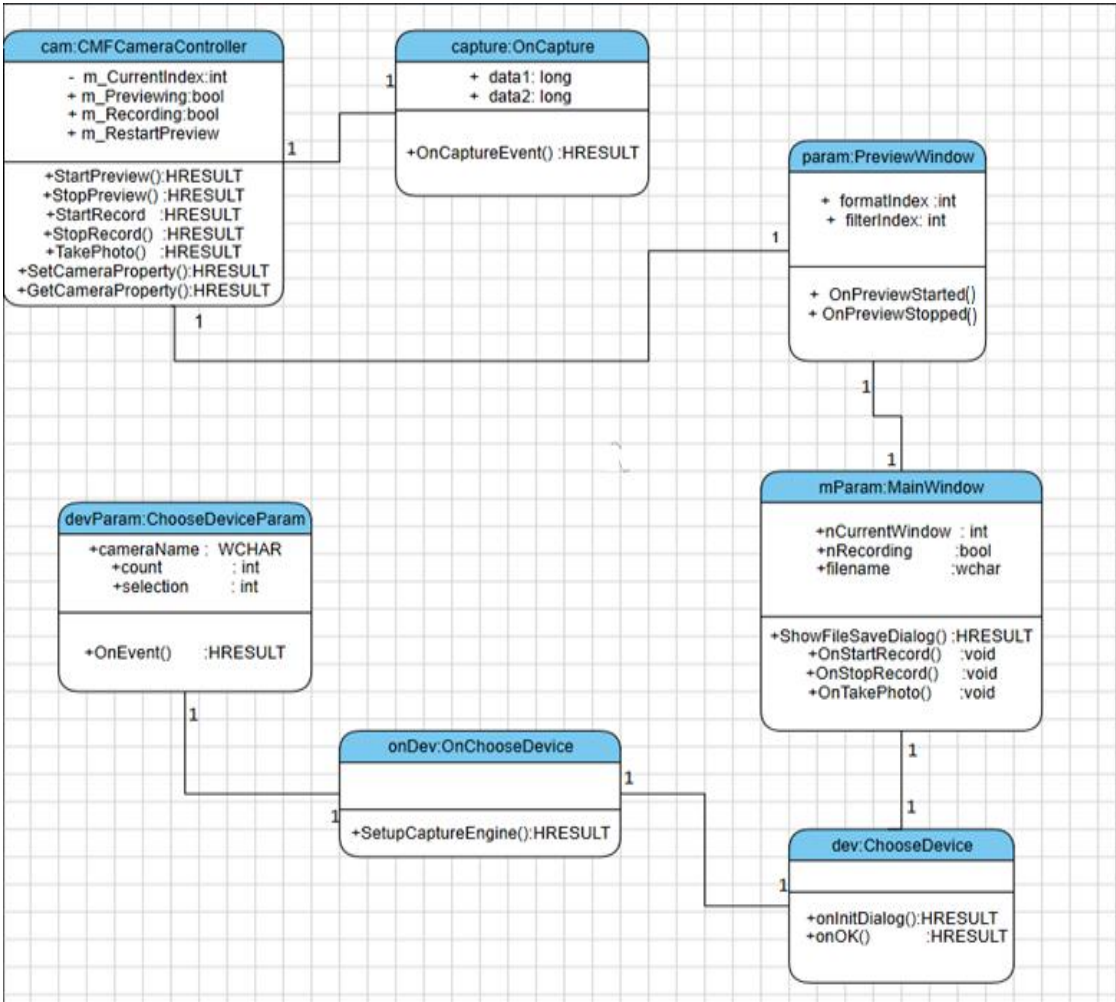 cam:CMFCameraController
- m_CurrentIndex:int
+ m_Previewing:bool
+ m_Recording:bool
+ m_RestartPreview
+StartPreview():HRESULT
+StopPreview() :HRESULT
+StartRecord :HRESULT
+StopRecord() :HRESULT
+TakePhoto() :HRESULT
+SetCameraProperty():HRESULT
+GetCameraProperty():HRESULT
1
1
1
capture:OnCapture
+ data1: long
+ data2: long
+OnCaptureEvent() :HRESULT
param:PreviewWindow
+ formatIndex :int
+ filterIndex: int
+ OnPreviewStarted()
+ OnPreviewStopped()
1
1
1
mParam:MainWindow
+nCurrentWindow : int
+nRecording :bool
+filename :wchar
+ShowFileSaveDialog() :HRESULT
+OnStartRecord() :void
+OnStopRecord() :void
+OnTakePhoto() :void
1
1
devParam:ChooseDeviceParam
+cameraName : WCHAR
+count : int
+selection : int
+OnEvent() :HRESULT
1
1
onDev:OnChooseDevice
+SetupCaptureEngine():HRESULT
1
1
dev:ChooseDevice
+onInitDialog():HRESULT
+onOK() :HRESULT